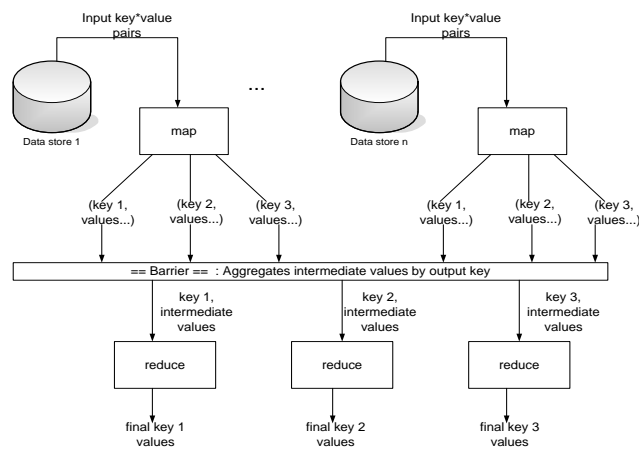 Input key*value
pairs
Input key*value
pairs
...
Data store 1
map
Data store n
map
(key 1,
values...)
(key 2,
values...)
(key 3,
values...)
(key 1,
values...)
(key 2,
values...)
(key 3,
values...)
== Barrier == : Aggregates intermediate values by output key
key 1,
intermediate
values
key 2,
intermediate
values
key 3,
intermediate
values
reduce
reduce
reduce
final key 1
values
final key 2
values
final key 3
values